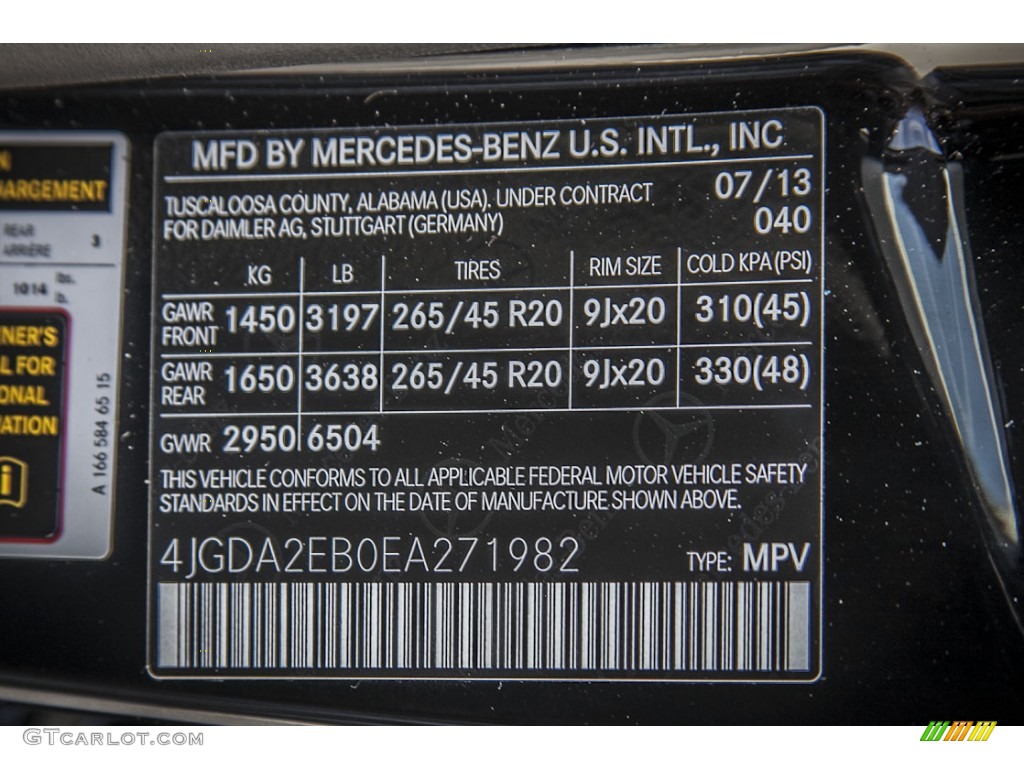 MFD BY MERCEDES-BENZ U.S. INTL., INC
TUSCALOOSA COUNTY, ALABAMA (USA). UNDER CONTRACT 07/13
FOR DAIMLER AG, STUTTGART (GERMANY) 040
KG LB TIRES RIM SIZE COLD KPA(PSI)
GAWR FRONT 1450 3197 265/45 R20 9Jx20 310(45)
GAWR REAR 1650 3638 265/45 R20 9Jx20 330(48)
GVWR 2950 6504
THIS VEHICLE CONFORMS TO ALL APPLICABLE FEDERAL MOTOR VEHICLE SAFETY
STANDARDS IN EFFECT ON THE DATE OF MANUFACTURE SHOWN ABOVE.
4JGDA2EB0EA271982 TYPE: MPV
N
ARGEMENT
REAR 3
ARRIÈRE
lbs.
1014 lb.
NER'S
L FOR
ONAL
ATION
i
A 166 584 65 15
GTCARLOT.COM